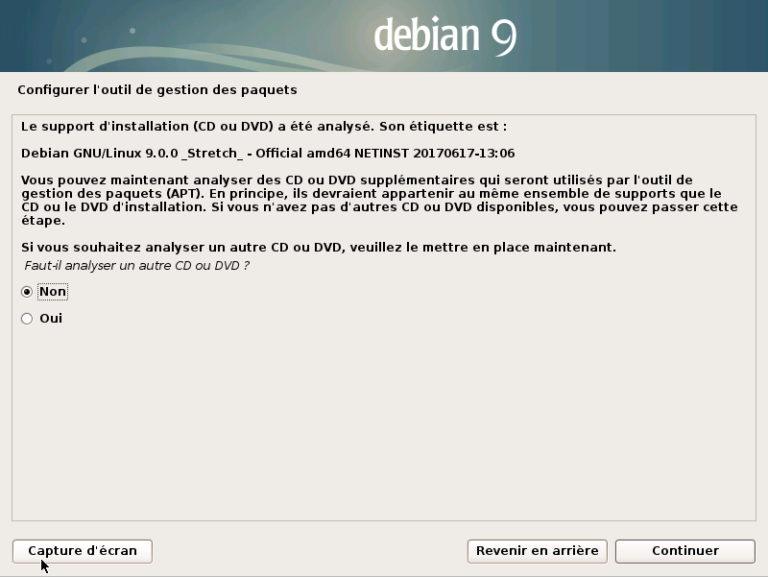 debian 9
Configurer l'outil de gestion des paquets
Le support d'installation (CD ou DVD) a été analysé. Son étiquette est :
Debian GNU/Linux 9.0.0 _Stretch_ - Official amd64 NETINST 20170617-13:06
Vous pouvez maintenant analyser des CD ou DVD supplémentaires qui seront utilisés par l'outil de
gestion des paquets (APT). En principe, ils devraient appartenir au même ensemble de supports que le
CD ou le DVD d'installation. Si vous n'avez pas d'autres CD ou DVD disponibles, vous pouvez passer cette
étape.
Si vous souhaitez analyser un autre CD ou DVD, veuillez le mettre en place maintenant.
Faut-il analyser un autre CD ou DVD ?
Non
Oui
Capture d'écran
Revenir en arrière
Continuer